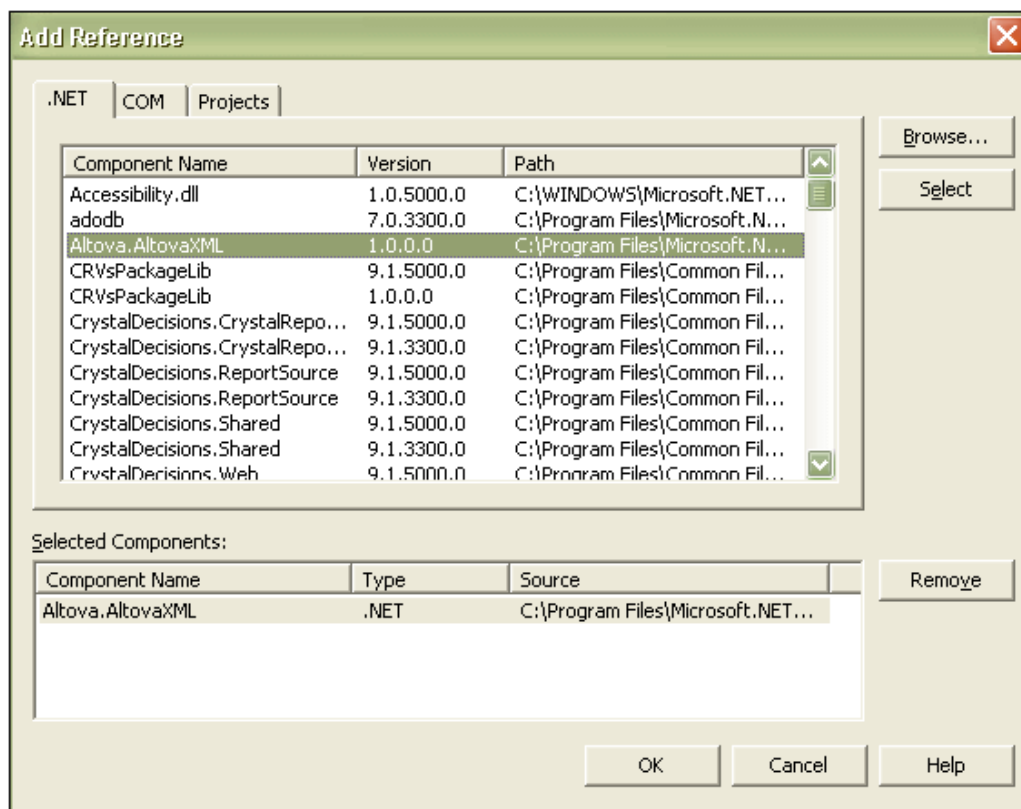 Add Reference
.NET COM Projects
Browse...
Select
Component Name Version Path
Accessibility.dll 1.0.5000.0 C:\WINDOWS\Microsoft.NET...
adodb 7.0.3300.0 C:\Program Files\Microsoft.N...
Altova.AltovaXML 1.0.0.0 C:\Program Files\Microsoft.N...
CRVsPackageLib 9.1.5000.0 C:\Program Files\Common Fil...
CRVsPackageLib 1.0.0.0 C:\Program Files\Common Fil...
CrystalDecisions.CrystalRepo... 9.1.5000.0 C:\Program Files\Common Fil...
CrystalDecisions.CrystalRepo... 9.1.3300.0 C:\Program Files\Common Fil...
CrystalDecisions.ReportSource 9.1.5000.0 C:\Program Files\Common Fil...
CrystalDecisions.ReportSource 9.1.3300.0 C:\Program Files\Common Fil...
CrystalDecisions.Shared 9.1.5000.0 C:\Program Files\Common Fil...
CrystalDecisions.Shared 9.1.3300.0 C:\Program Files\Common Fil...
CrystalDecisions.Web 9.1.5000.0 C:\Program Files\Common Fil...
Selected Components:
Component Name Type Source
Altova.AltovaXML .NET C:\Program Files\Microsoft.NET...
Remove
OK Cancel Help